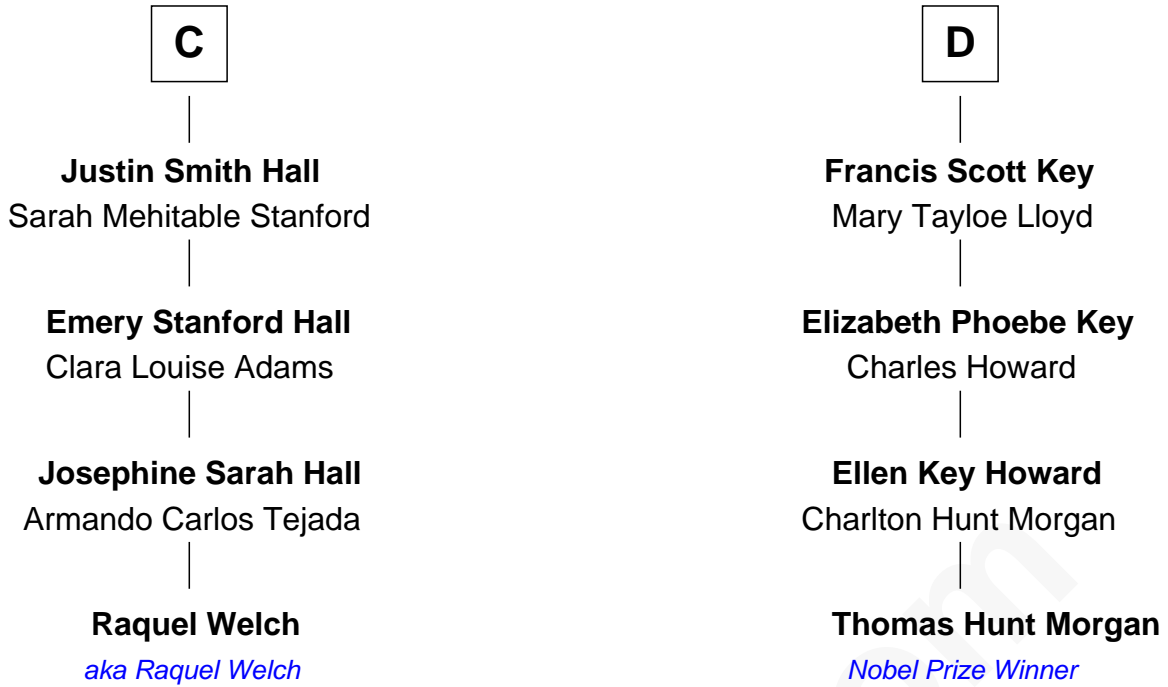 C
D
Justin Smith Hall
Sarah Mehitable Stanford
Francis Scott Key
Mary Tayloe Lloyd
Emery Stanford Hall
Clara Louise Adams
Elizabeth Phoebe Key
Charles Howard
Josephine Sarah Hall
Armando Carlos Tejada
Ellen Key Howard
Charlton Hunt Morgan
Raquel Welch
aka Raquel Welch
Thomas Hunt Morgan
Nobel Prize Winner